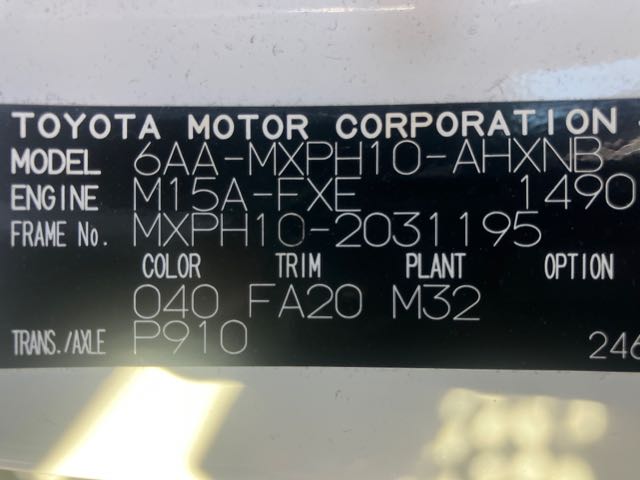 TOYOTA MOTOR CORPORATION
MODEL 6AA-MXPH10-AHXNB
ENGINE M15A-FXE 1490
FRAME No. MXPH10-2031195
COLOR TRIM PLANT OPTION
040 FA20 M32
TRANS./AXLE P910 246